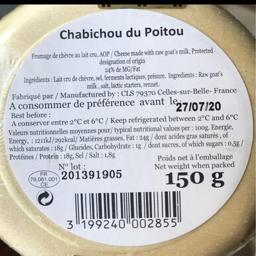 Chabichou du Poitou
Fromage de chèvre au lait cru, AOP / Cheese made with raw goat's milk, Protected
designation of origin
24% de MG/ Fat
Ingrédients : Lait cru de chèvre, sel, ferments lactiques, présure. Ingredients : Raw goat's
milk , salt, lactic starters, rennet.
Fabriqué par / Manufactured by : CLS 79370 Celles-sur-Belle- France
A consommer de préférence avant le
27/07/20
Best before :
A conserver entre 2°C et 6°C / Keep refrigerated between 2°C and 6°C
Valeurs nutritionnelles moyennes pour/ typical nutritional values per : 100g, Energie,
Energy, : 1211kJ/292kcal/ Matières grasses, Fat : 24g / dont acides gras saturés , of
which saturates : 18g / Glucides, Carbohydrate : 1g / dont sucres, of which sugars : 0.5g /
Protéines / Protein : 18g, Sel / Salt : 1,8g
N° lot :
201391905
FR
79.061.001
CE
Poids net à l'emballage
Net weight when packed
150 g
3 199240 002855